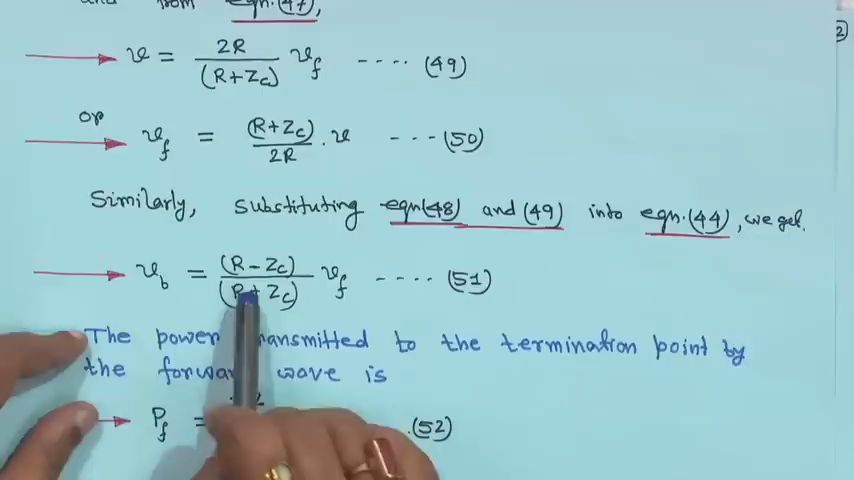 and from eqn.(47),
v = 2R / (R+Zc) vf ---- (49)
or
vf = (R+Zc) / 2R . v --- (50)
Similarly, substituting eqn(48) and (49) into eqn.(44), we get.
vb = (R-Zc) / (R+Zc) vf ---- (51)
The power to the termination point by
the wave is
Pf = .(52)